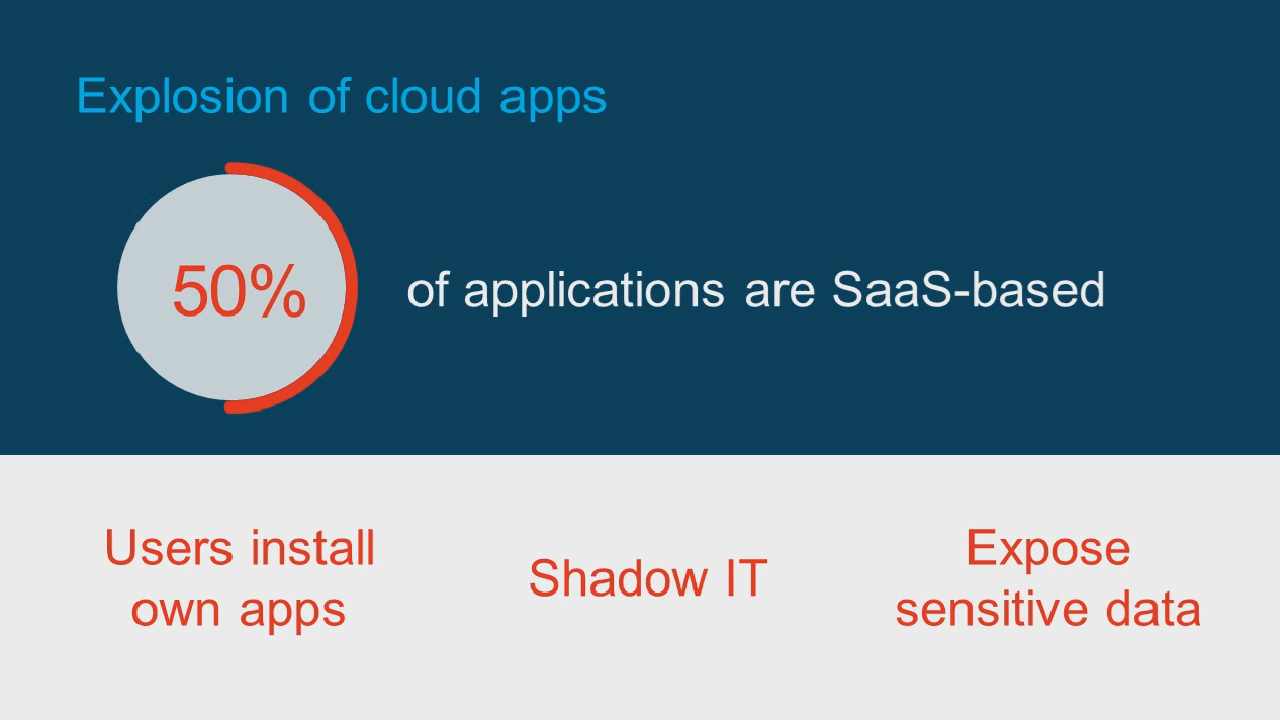 Explosion of cloud apps
50%
of applications are SaaS-based
Users install
own apps
Shadow IT
Expose
sensitive data